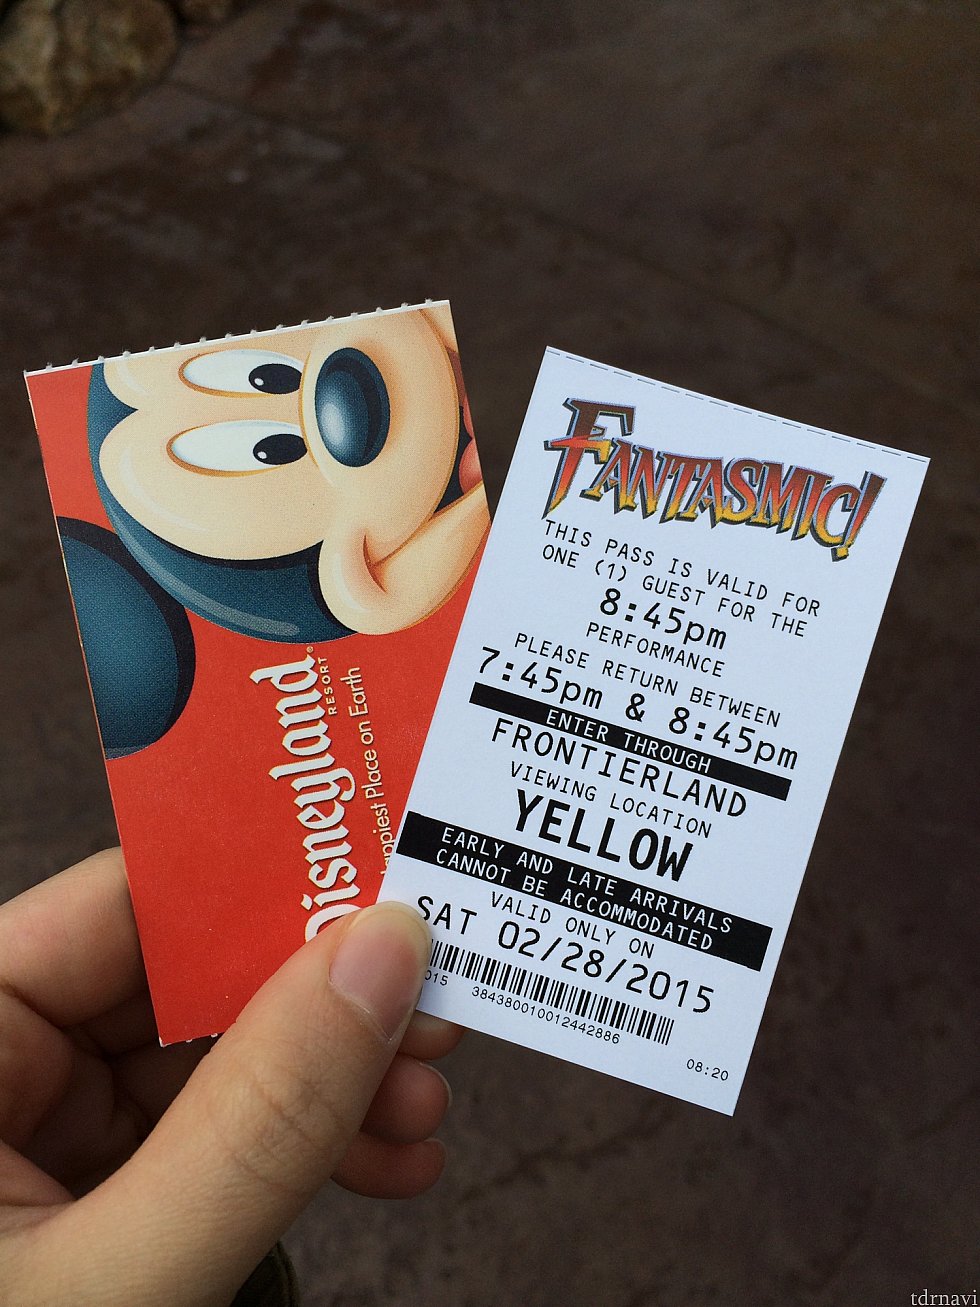 Disneyland®
RESORT
Happiest Place on Earth
FANTASMIC!
THIS PASS IS VALID FOR
ONE (1) GUEST FOR THE
8:45pm
PERFORMANCE
PLEASE RETURN BETWEEN
7:45pm & 8:45pm
ENTER THROUGH
FRONTIERLAND
VIEWING LOCATION
YELLOW
EARLY AND LATE ARRIVALS
CANNOT BE ACCOMMODATED
VALID ONLY ON
SAT 02/28/2015
015 384380010012442886
08:20
tdrnavi